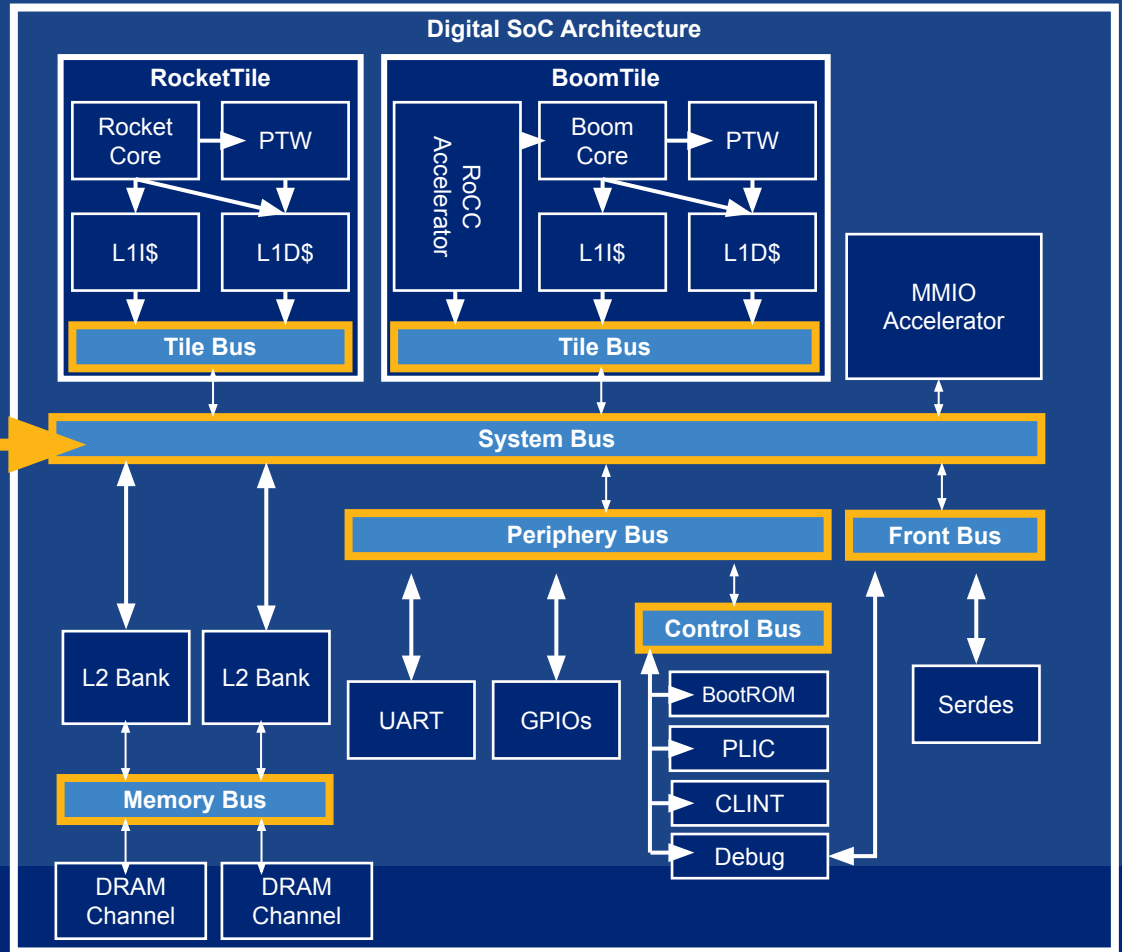 Digital SoC Architecture
RocketTile
BoomTile
Rocket
Core
PTW
RoCC
Accelerator
Boom
Core
PTW
L1I$
L1D$
L1I$
L1D$
MMIO
Accelerator
Tile Bus
Tile Bus
System Bus
Periphery Bus
Front Bus
Control Bus
L2 Bank
L2 Bank
UART
GPIOs
BootROM
Serdes
PLIC
Memory Bus
CLINT
Debug
DRAM
Channel
DRAM
Channel